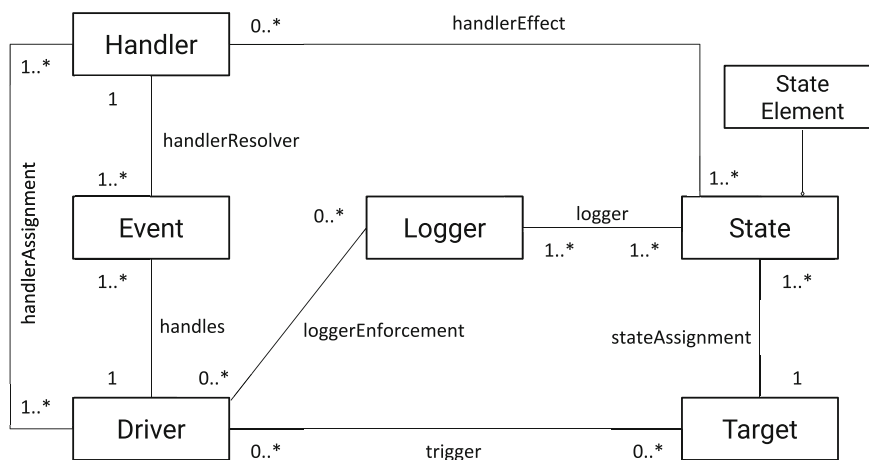 0..*
handlerEffect
Handler
1..*
1
State
Element
handlerResolver
handlerAssignment
1..*
1..*
0..*
logger
Event
Logger
State
1..*
1..*
1..*
1..*
handles
loggerEnforcement
stateAssignment
1
0..*
1
1..*
Driver
Target
0..*
trigger
0..*